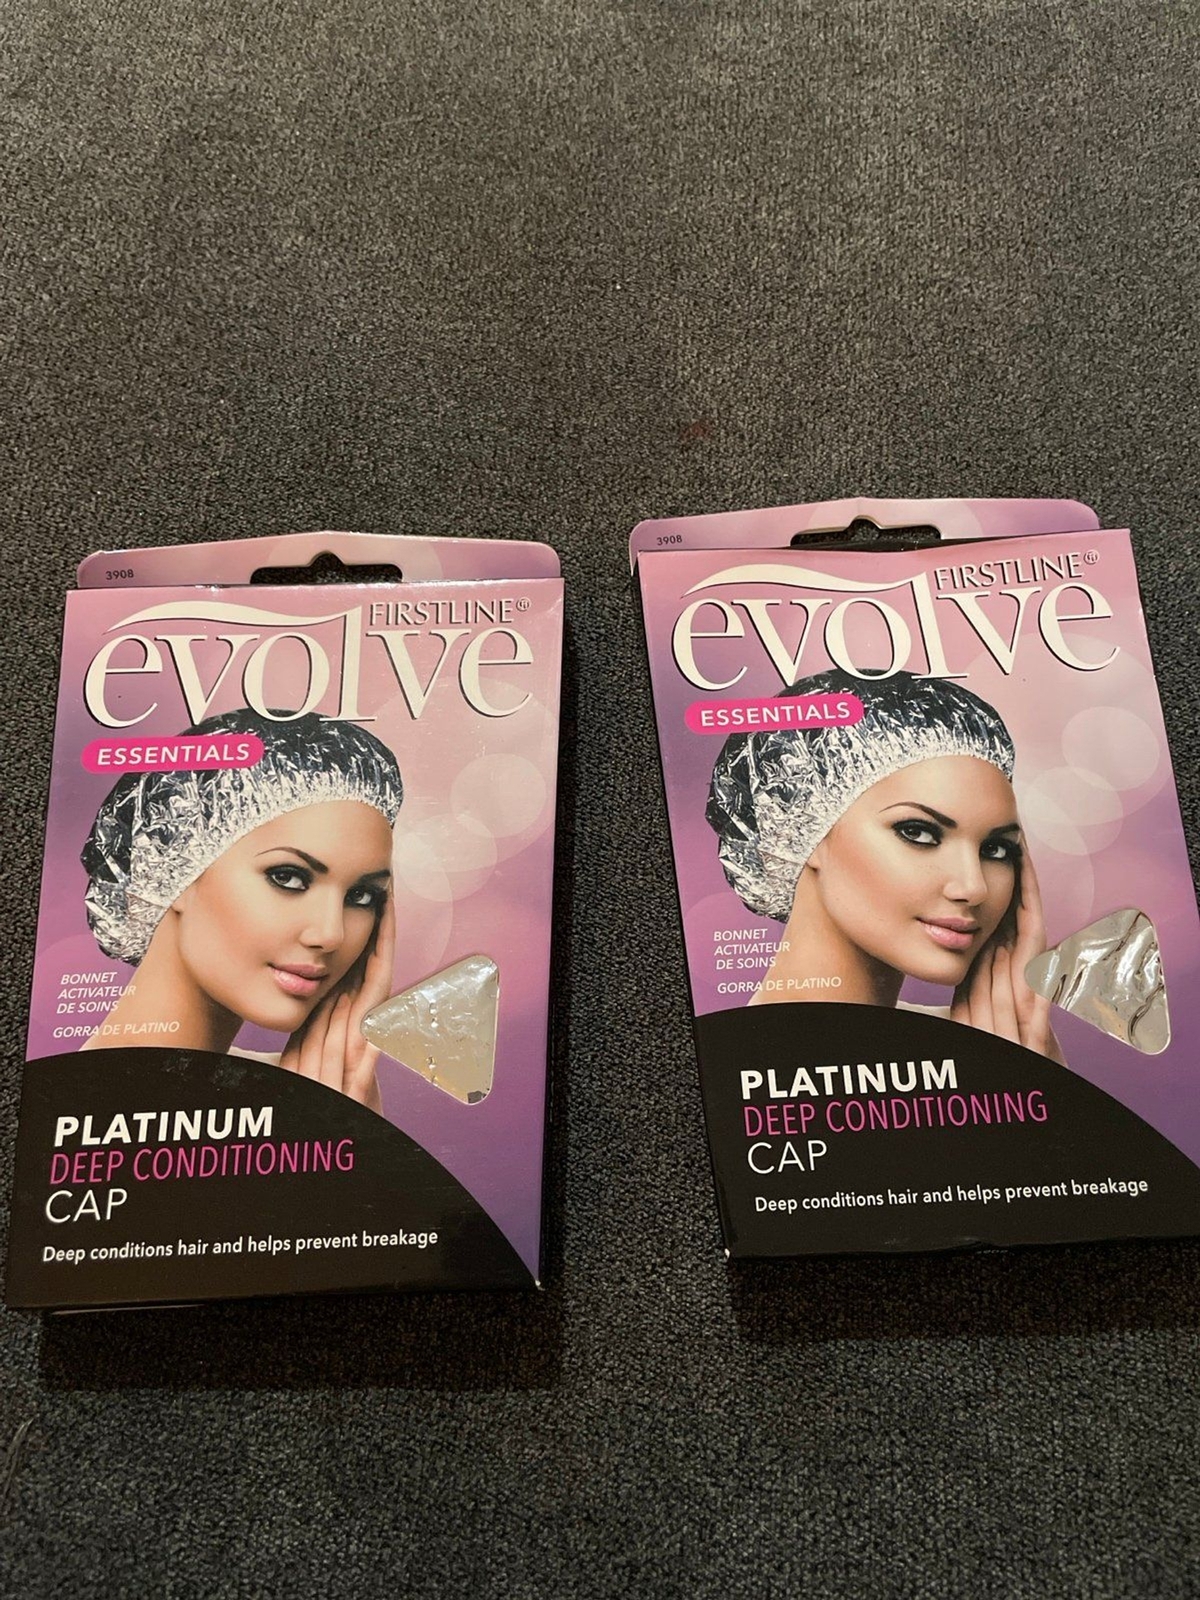 3908
FIRSTLINE®
evolve
ESSENTIALS
BONNET
ACTIVATEUR
DE SOINS
GORRA DE PLATINO
PLATINUM
DEEP CONDITIONING
CAP
Deep conditions hair and helps prevent breakage
3908
FIRSTLINE®
evolve
ESSENTIALS
BONNET
ACTIVATEUR
DE SOINS
GORRA DE PLATINO
PLATINUM
DEEP CONDITIONING
CAP
Deep conditions hair and helps prevent breakage